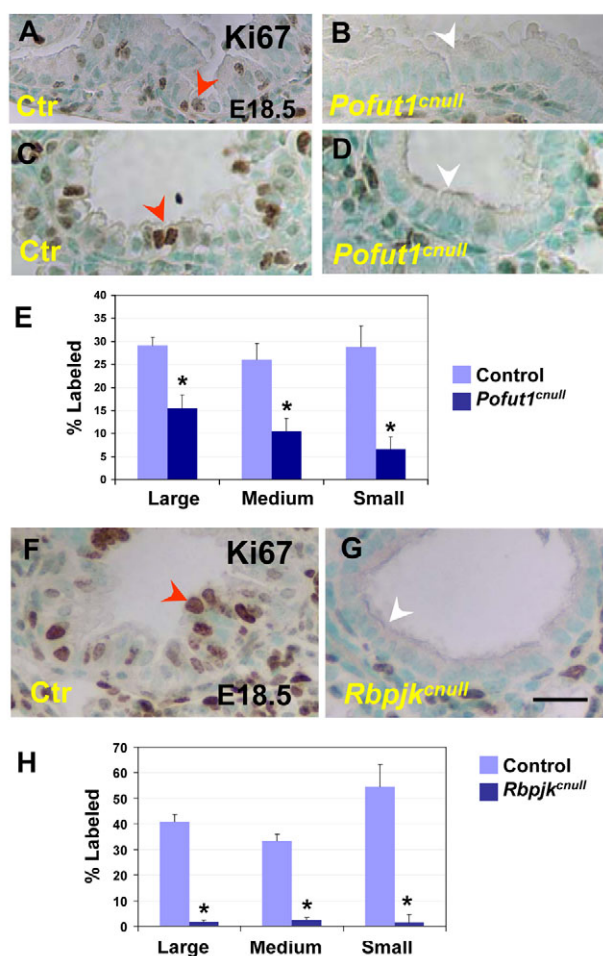 A
Ki67
Ctr
E18.5
B
Pofut1cnull
C
Ctr
D
Pofut1cnull
E
% Labeled
40
35
30
25
20
15
10
5
0
*
*
*
Large
Medium
Small
Control
Pofut1cnull
F
Ki67
Ctr
E18.5
G
Rbpjkcnull
H
% Labeled
70
60
50
40
30
20
10
0
*
*
*
Large
Medium
Small
Control
Rbpjkcnull